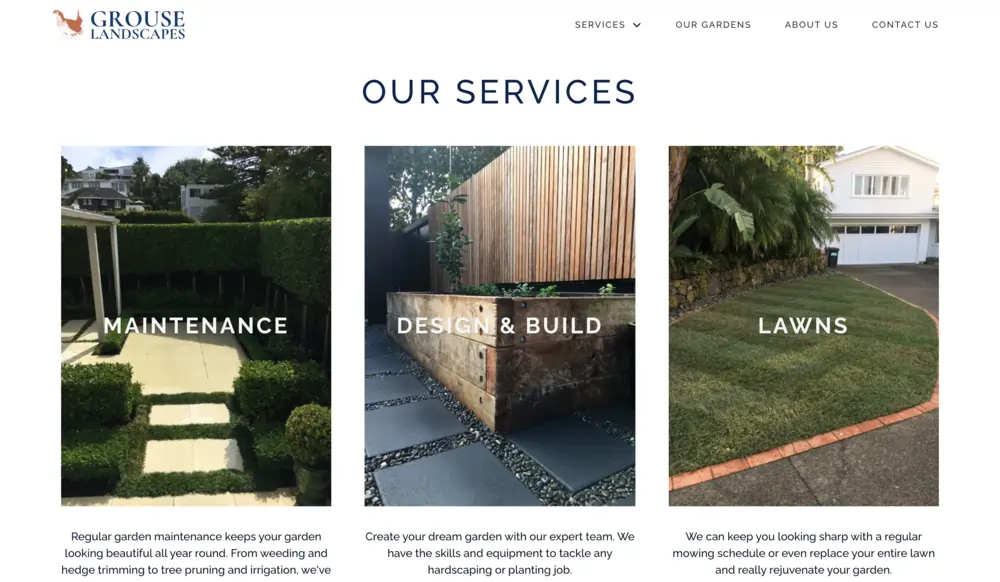 GROUSE
LANDSCAPES
SERVICES
OUR GARDENS
ABOUT US
CONTACT US
OUR SERVICES
MAINTENANCE
DESIGN & BUILD
LAWNS
Regular garden maintenance keeps your garden
looking beautiful all year round. From weeding and
hedge trimming to tree pruning and irrigation, we've
Create your dream garden with our expert team. We
have the skills and equipment to tackle any
hardscaping or planting job.
We can keep you looking sharp with a regular
mowing schedule or even replace your entire lawn
and really rejuvenate your garden.